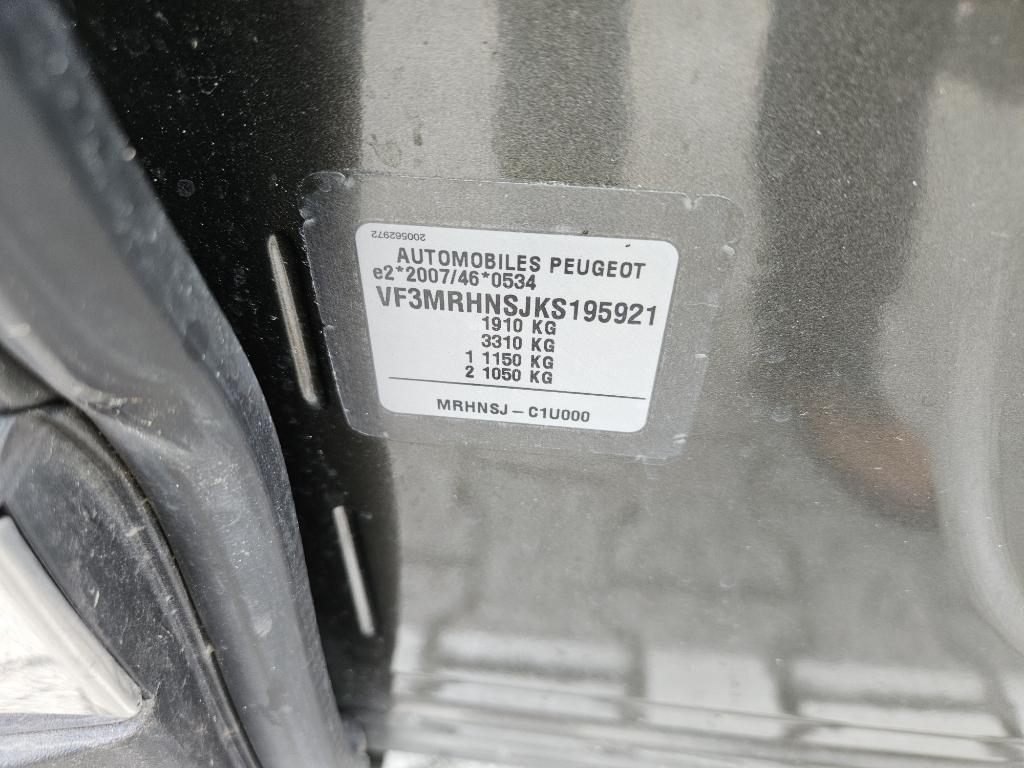 200562972
AUTOMOBILES PEUGEOT
e2*2007/46*0534
VF3MRHNSJKS195921
1910 KG
3310 KG
1 1150 KG
2 1050 KG
MRHNSJ – C1U000